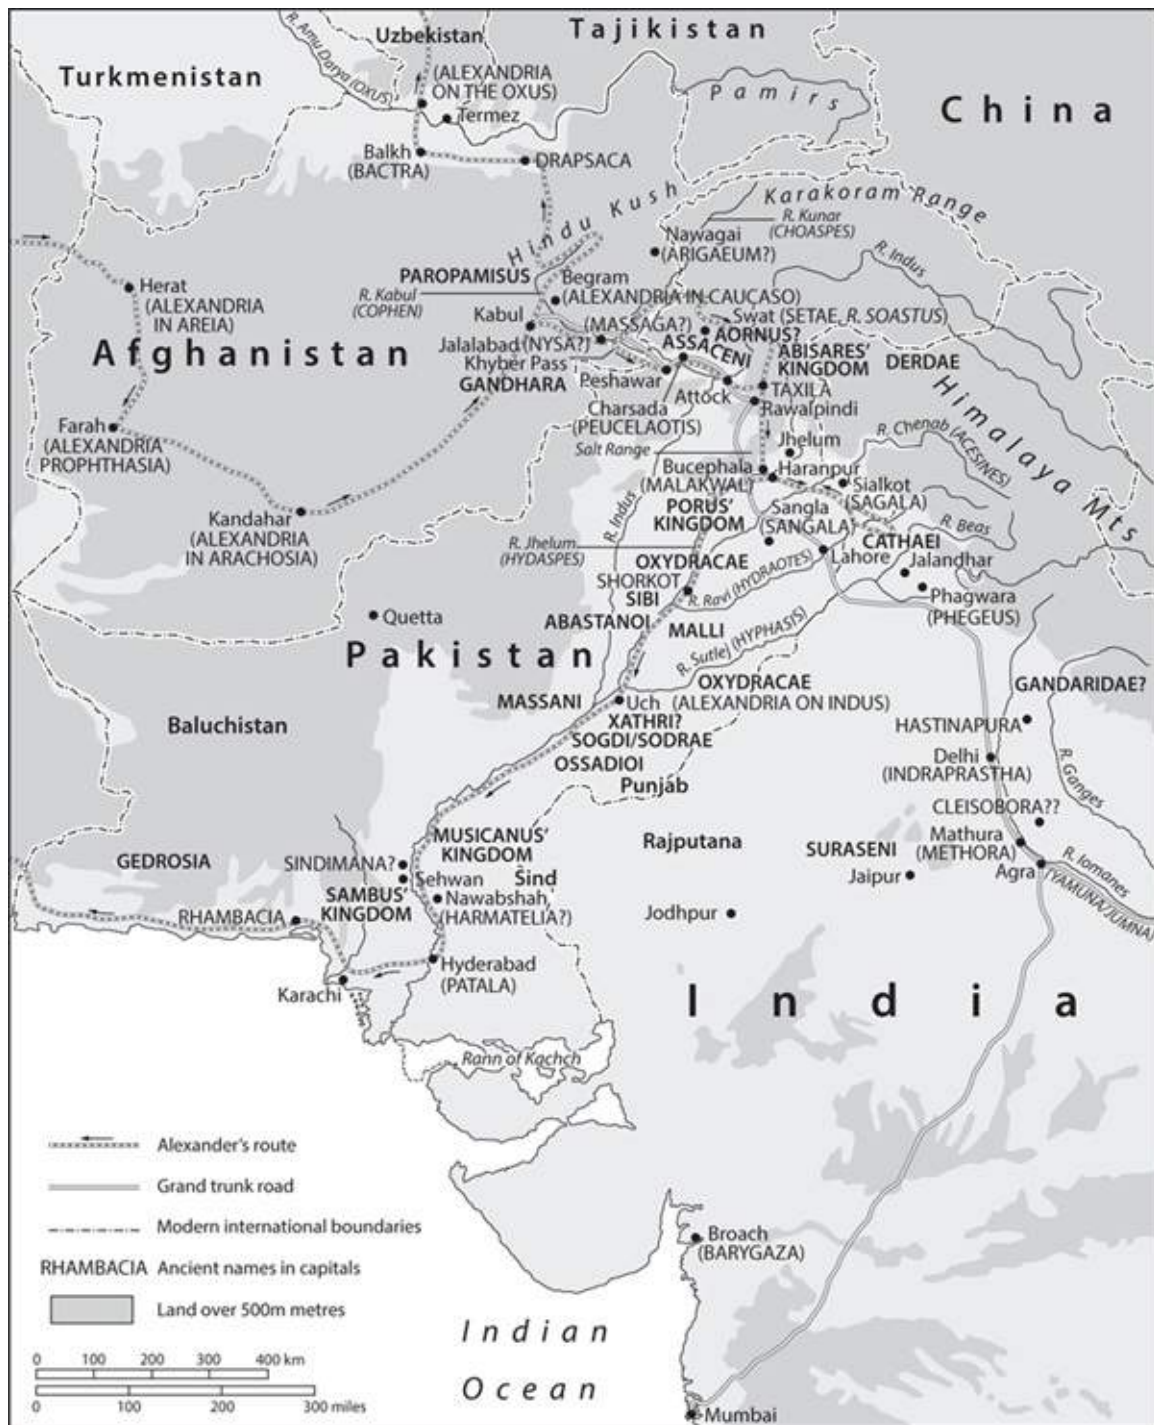 Uzbekistan
Tajikistan
R. Amu Darya (OXUS)
Turkmenistan
(ALEXANDRIA
ON THE OXUS)
Termez
Pamirs
China
Balkh
(BACTRA)
DRAPSACA
Hindu Kush
Karakoram Range
R. Kunar
(CHOASPES)
Nawagai
(ARIGAEUM?)
R. Indus
Herat
(ALEXANDRIA
IN AREIA)
PAROPAMISUS
R. Kabul
(COPHEN)
Begram
(ALEXANDRIA IN CAUCASO)
Kabul
(MASSAGA?)
Swat (SETAE, R. SOASTUS)
AORNUS?
Afghanistan
Jalalabad (NYSA?)
Khyber Pass
GANDHARA
ASSACENI
ABISARES'
KINGDOM
DERDAE
Peshawar
Attock
TAXILA
Rawalpindi
Himalaya Mts
Farah
(ALEXANDRIA
PROPHTHASIA)
Charsada
(PEUCELAOTIS)
Salt Range
Jhelum
R. Chenab (ACESINES)
Bucephala
(MALAKWAL)
Haranpur
Sialkot
(SAGALA)
Kandahar
(ALEXANDRIA
IN ARACHOSIA)
R. Indus
PORUS'
KINGDOM
Sangla
(SANGALA)
R. Beas
CATHAEI
R. Jhelum
(HYDASPES)
OXYDRACAE
Lahore
Jalandhar
SHORKOT
SIBI
R. Ravi (HYDRAOTES)
Phagwara
(PHEGEUS)
Quetta
ABASTANOI
MALLI
R. Sutlej (HYPHASIS)
Pakistan
OXYDRACAE
GANDARIDAE?
MASSANI
Uch
(ALEXANDRIA ON INDUS)
Baluchistan
XATHRI?
SOGDI/SODRAE
HASTINAPURA
OSSADIOI
Delhi
(INDRAPRASTHA)
R. Ganges
Punjab
CLEISOBORA??
MUSICANUS'
KINGDOM
Rajputana
SURASENI
Mathura
(METHORA)
GEDROSIA
SINDIMANA?
Sehwan
Sind
Jaipur
Agra
R. Iomanes
(YAMUNA/JUMNA)
SAMBUS'
KINGDOM
Nawabshah
(HARMATELIA?)
RHAMBACIA
Jodhpur
Hyderabad
(PATALA)
Karachi
India
Rann of Kachch
Alexander's route
Grand trunk road
Modern international boundaries
RHAMBACIA Ancient names in capitals
Land over 500m metres
Broach
(BARYGAZA)
Indian
Ocean
0 100 200 300 400 km
0 100 200 300 miles
Mumbai